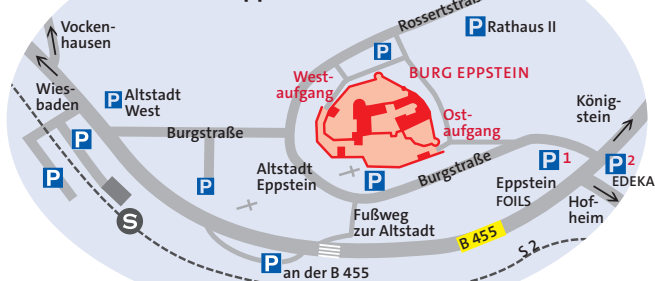 Vocken-
hausen
Rossertstraße
P Rathaus II
P
West-
aufgang
BURG EPPSTEIN
Wies-
baden
P Altstadt
West
König-
stein
Ost-
aufgang
Burgstraße
P
P
P
Altstadt
Eppstein
P
Burgstraße
P 1
P 2
EDEKA
Eppstein
FOILS
Hof-
heim
S
Fußweg
zur Altstadt
B 455
S 2
P an der B 455